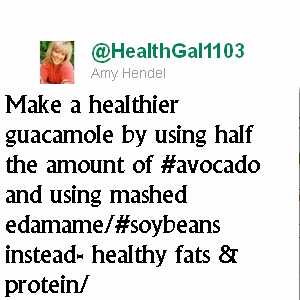 @HealthGal1103
Amy Hendel
Make a healthier
guacamole by using half
the amount of #avocado
and using mashed
edamame/#soybeans
instead- healthy fats &
protein/